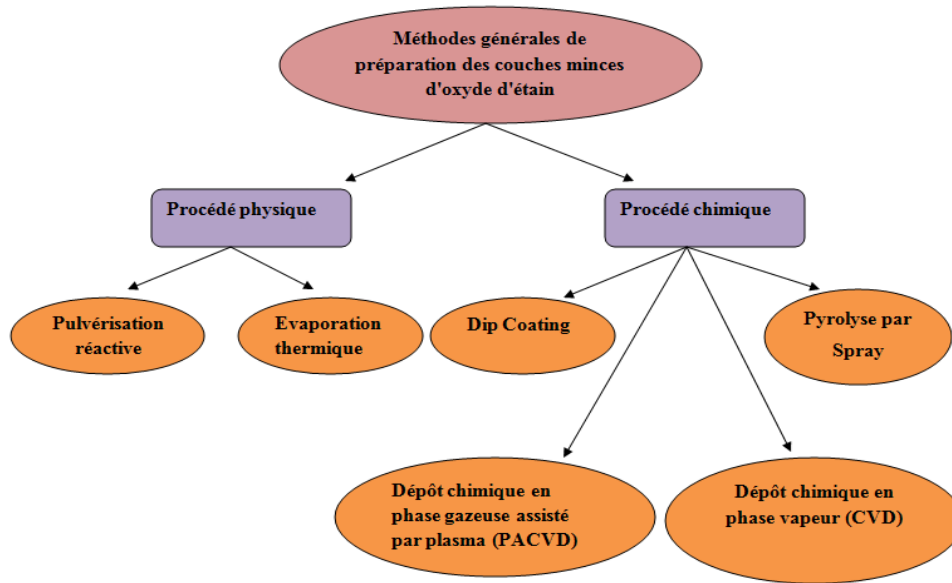 Méthodes générales de
préparation des couches minces
d'oxyde d'étain
Procédé physique
Procédé chimique
Pulvérisation
réactive
Evaporation
thermique
Dip Coating
Pyrolyse par
Spray
Dépôt chimique en
phase gazeuse assisté
par plasma (PACVD)
Dépôt chimique en
phase vapeur (CVD)